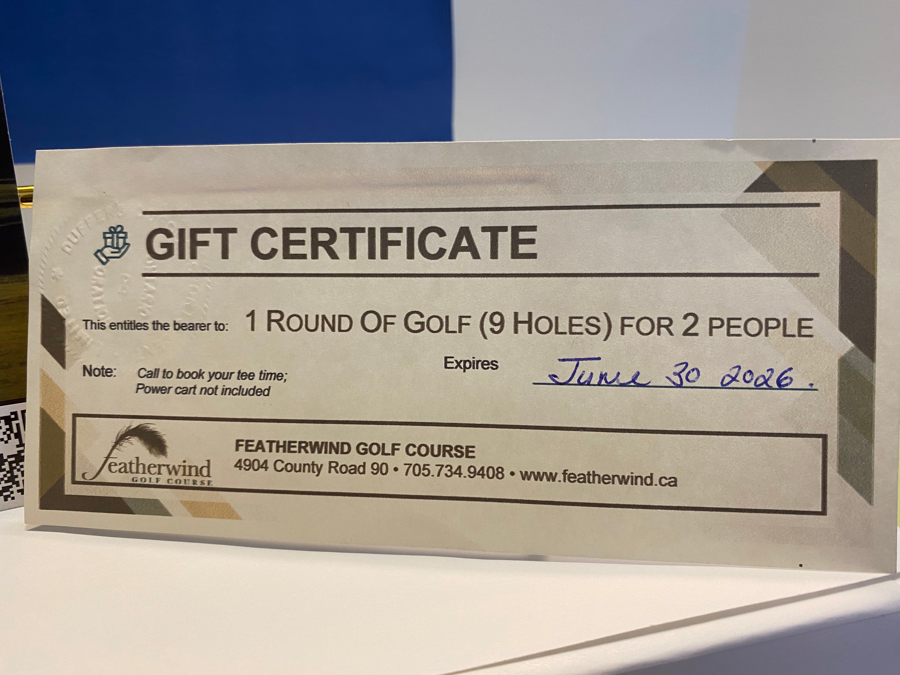 GIFT CERTIFICATE
This entitles the bearer to: 1 ROUND OF GOLF (9 HOLES) FOR 2 PEOPLE
Note: Call to book your tee time;
Power cart not included
Expires June 30 2026.
Featherwind
GOLF COURSE
FEATHERWIND GOLF COURSE
4904 County Road 90 • 705.734.9408 • www.featherwind.ca